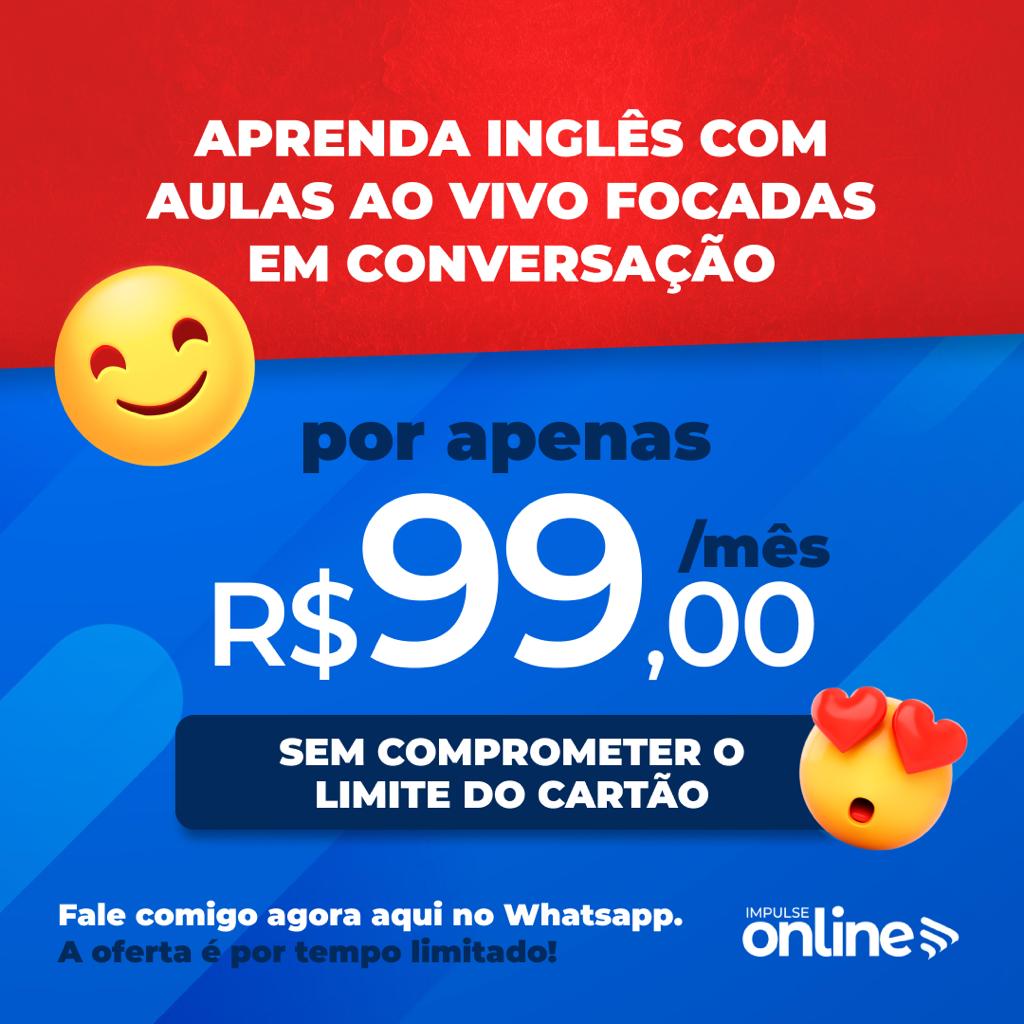 APRENDA INGLÊS COM
AULAS AO VIVO FOCADAS
EM CONVERSAÇÃO
por apenas
R$99,00 /mês
SEM COMPROMETER O
LIMITE DO CARTÃO
Fale comigo agora aqui no Whatsapp.
A oferta é por tempo limitado!
IMPULSE
online